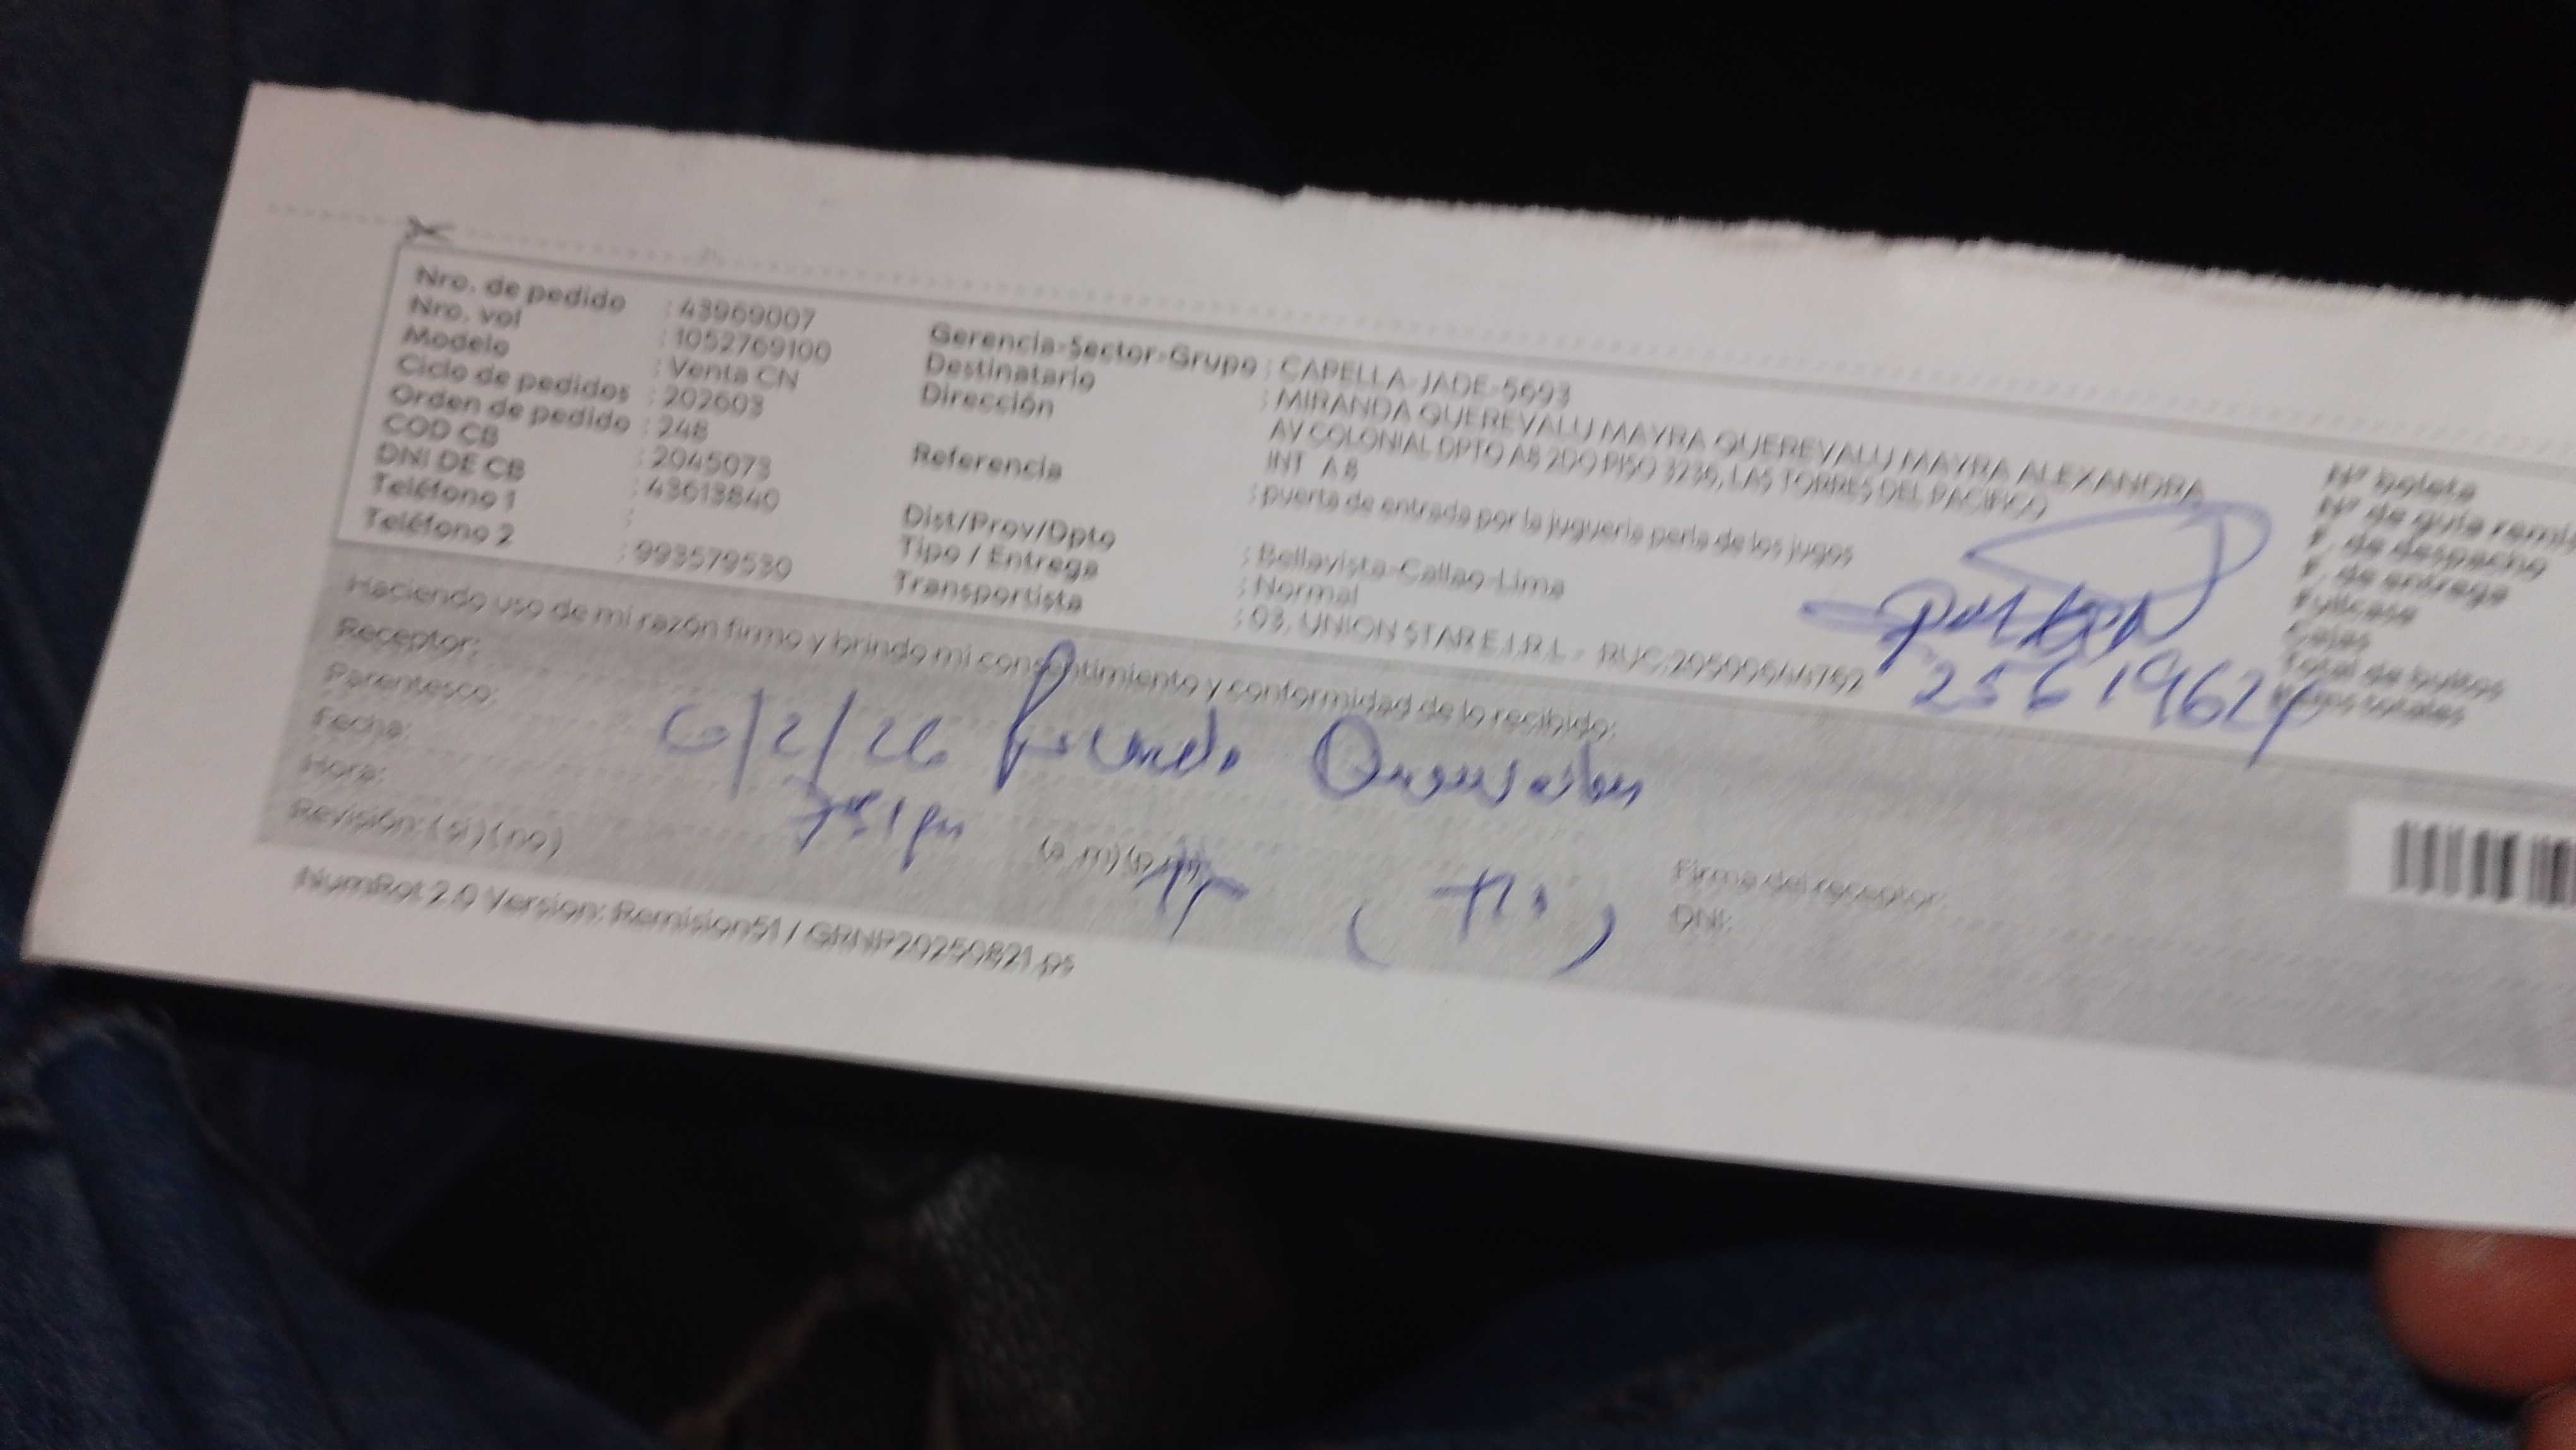 Nro. de pedido : 43969007
Nro. vol : 1052769100
Modelo : Venta CN
Ciclo de pedidos : 202603
Orden de pedido : 248
COD CB : 2045073
DNI DE CB : 43613840
Teléfono 1 :
Teléfono 2 : 993579530
Gerencia-Sector-Grupo : CAPELLA-JADE-5693
Destinatario : MIRANDA QUEREVALU MAYRA QUEREVALU MAYRA ALEXANDRA
Dirección : AV COLONIAL DPTO A8 2DO PISO 3236, LAS TORRES DEL PACIFICO
INT A 8
Referencia : puerta de entrada por la jugueria perla de los jugos
Dist/Prov/Dpto : Bellavista-Callao-Lima
Tipo / Entrega : Normal
Transportista : 03. UNION STAR E.I.R.L - RUC:
Nº boleta
Nº de guía
F. de despacho
F. de entrega
Fullcase
Cajas
Total de bultos
totales
Haciendo uso de mi razón firmo y brindo mi consentimiento y conformidad de lo recibido:
Receptor:
Parentesco:
Fecha: 6/2/26
Hora: (a.m) (p.m)
Revisión: (si) (no)
Firma del receptor:
DNI:
NumRot 2.0 Version: Remision51 / GRNP20250821.ps